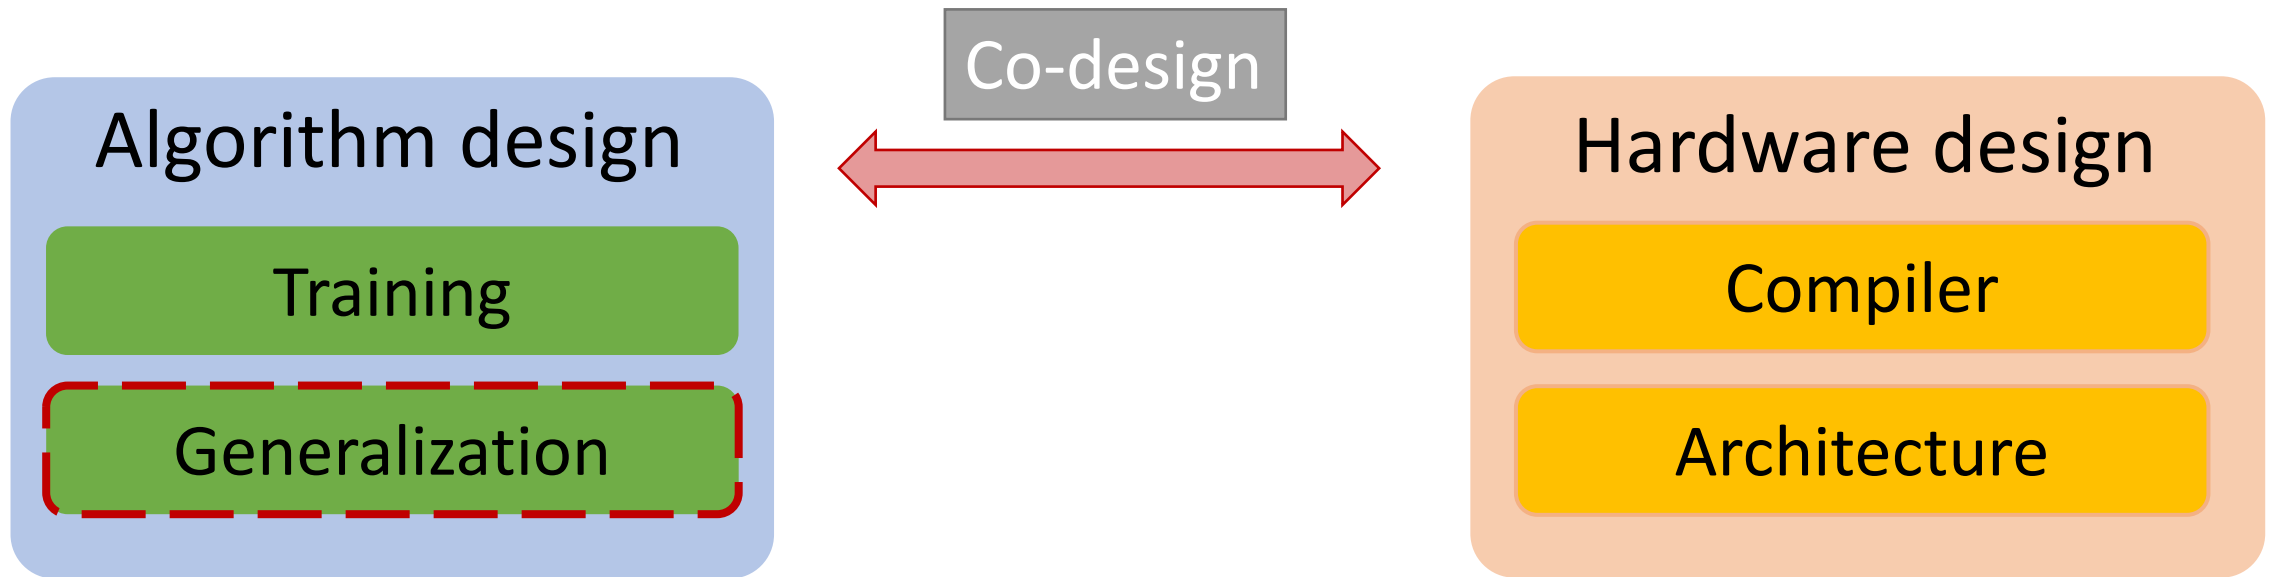 Co-design
Algorithm design
Training
Generalization
Hardware design
Compiler
Architecture